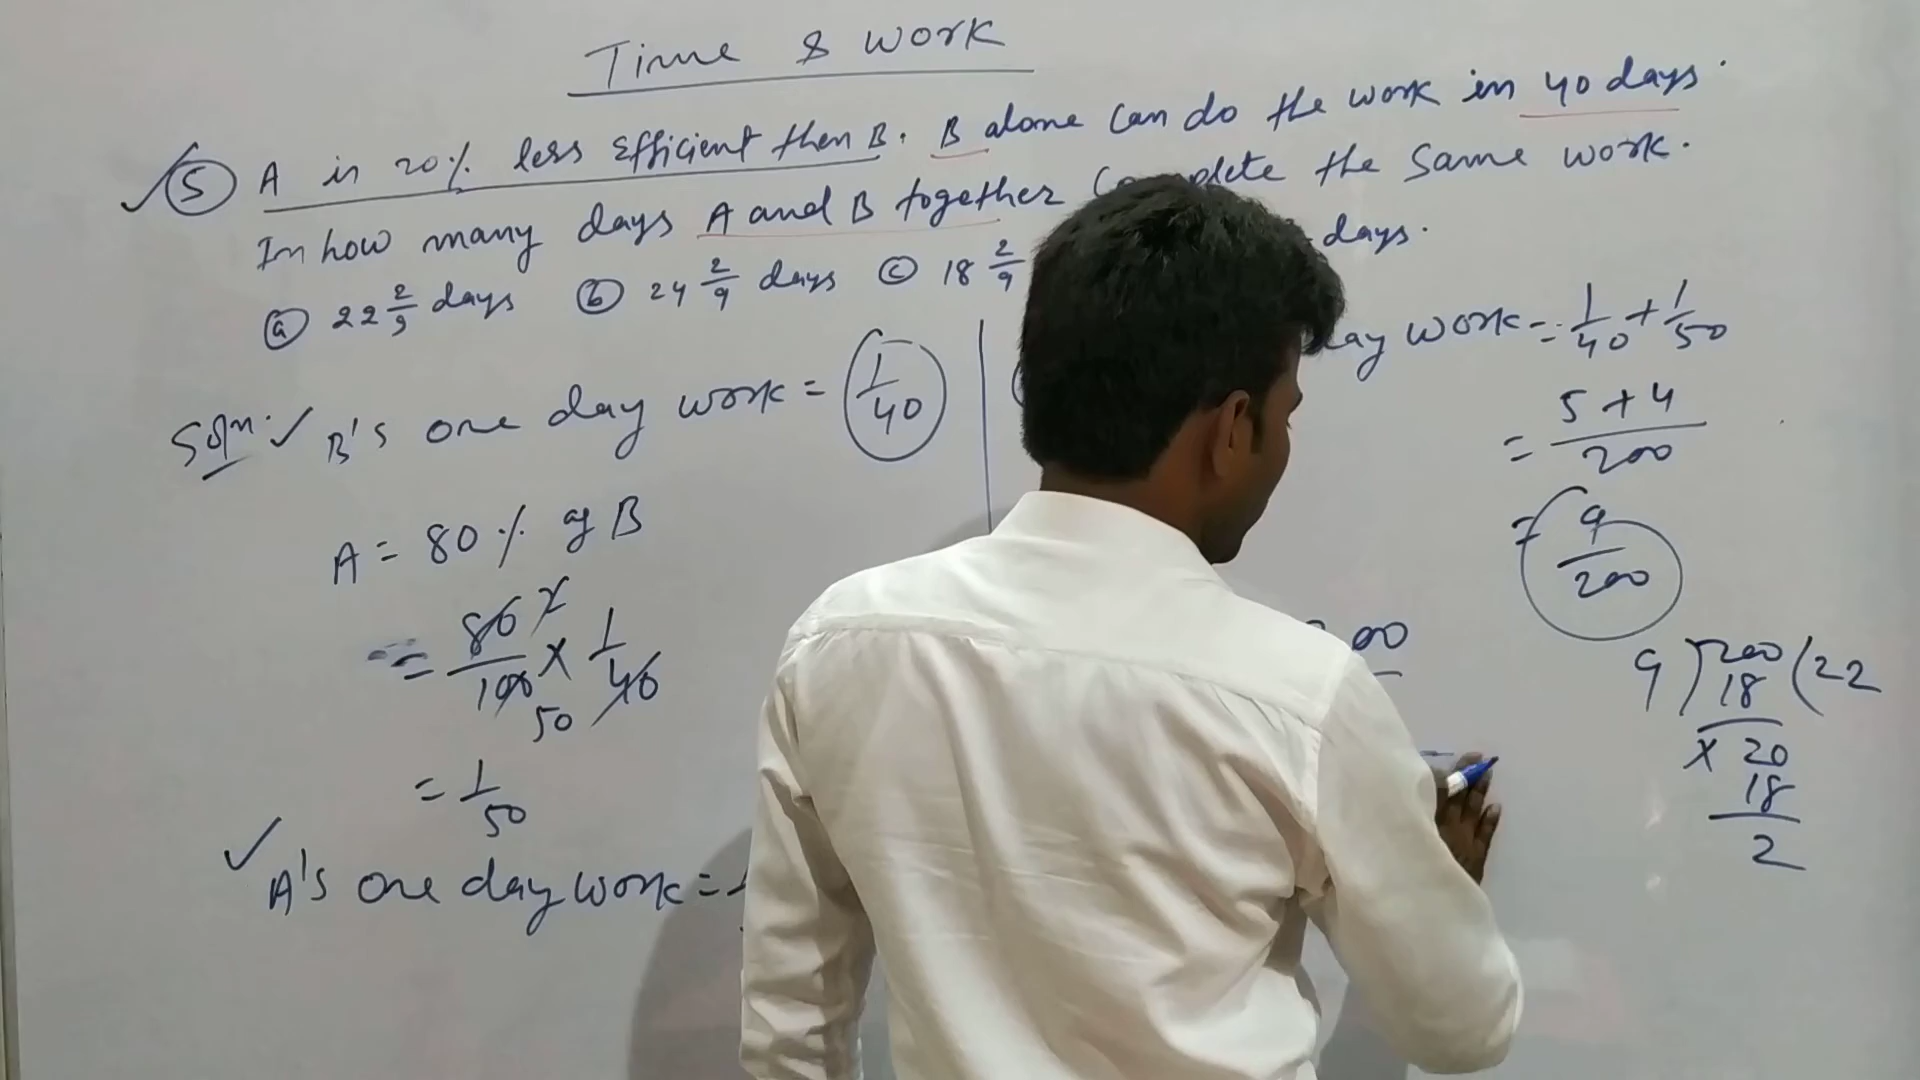 Time & work
⑤ A is 20% less efficient then B. B alone can do the work in 40 days.
In how many days A and B together the same work.
ⓐ 22 2/9 days ⓑ 24 2/9 days ⓒ 18 2/9 days.
Soln. ✓ B's one day work = 1/40
A = 80% of B
= 80/100 × 1/40
2
50
= 1/50
✓ A's one day work =
day work = 1/40 + 1/50
= 5+4/200
= 9/200
200
9 ) 200 ( 22
18
× 20
18
2